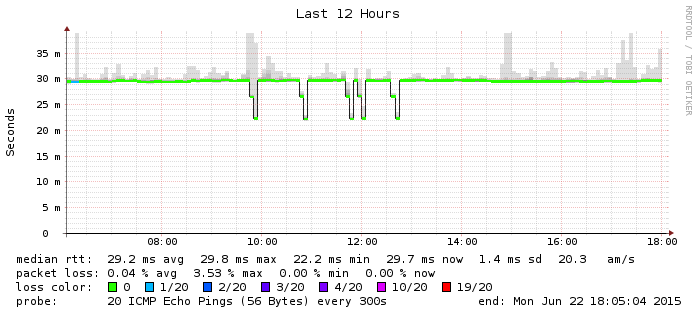 Last 12 Hours
RRDTOOL / TOBI OETIKER
Seconds
35 m
30 m
25 m
20 m
15 m
10 m
5 m
0
08:00 10:00 12:00 14:00 16:00 18:00
median rtt: 29.2 ms avg 29.8 ms max 22.2 ms min 29.7 ms now 1.4 ms sd 20.3 am/s
packet loss: 0.04 % avg 3.53 % max 0.00 % min 0.00 % now
loss color: 0 1/20 2/20 3/20 4/20 10/20 19/20
probe: 20 ICMP Echo Pings (56 Bytes) every 300s end: Mon Jun 22 18:05:04 2015